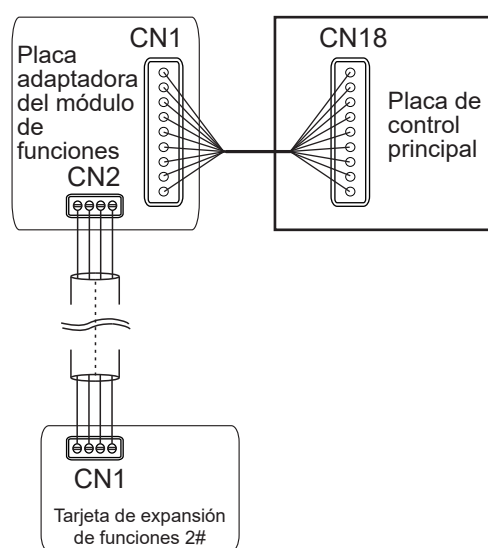 CN1
CN18
Placa
adaptadora
del módulo
de
funciones
Placa de
control
principal
CN2
CN1
Tarjeta de expansión
de funciones 2#